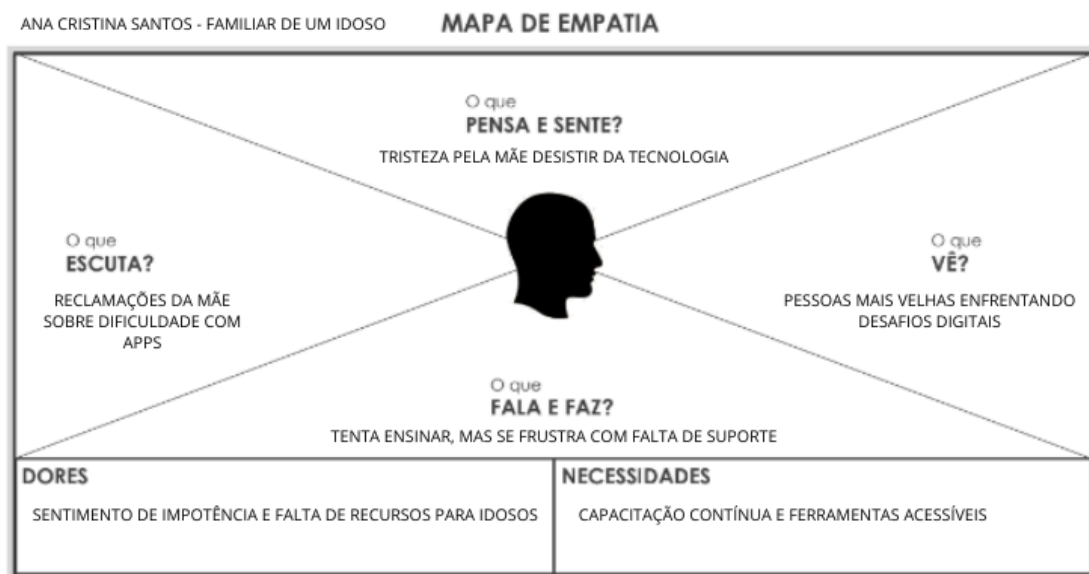 ANA CRISTINA SANTOS - FAMILIAR DE UM IDOSO
MAPA DE EMPATIA
O que
PENSA E SENTE?
TRISTEZA PELA MÃE DESISTIR DA TECNOLOGIA
O que
ESCUTA?
RECLAMAÇÕES DA MÃE
SOBRE DIFICULDADE COM
APPS
O que
VÊ?
PESSOAS MAIS VELHAS ENFRENTANDO
DESAFIOS DIGITAIS
O que
FALA E FAZ?
TENTA ENSINAR, MAS SE FRUSTRA COM FALTA DE SUPORTE
DORES
SENTIMENTO DE IMPOTÊNCIA E FALTA DE RECURSOS PARA IDOSOS
NECESSIDADES
CAPACITAÇÃO CONTÍNUA E FERRAMENTAS ACESSÍVEIS